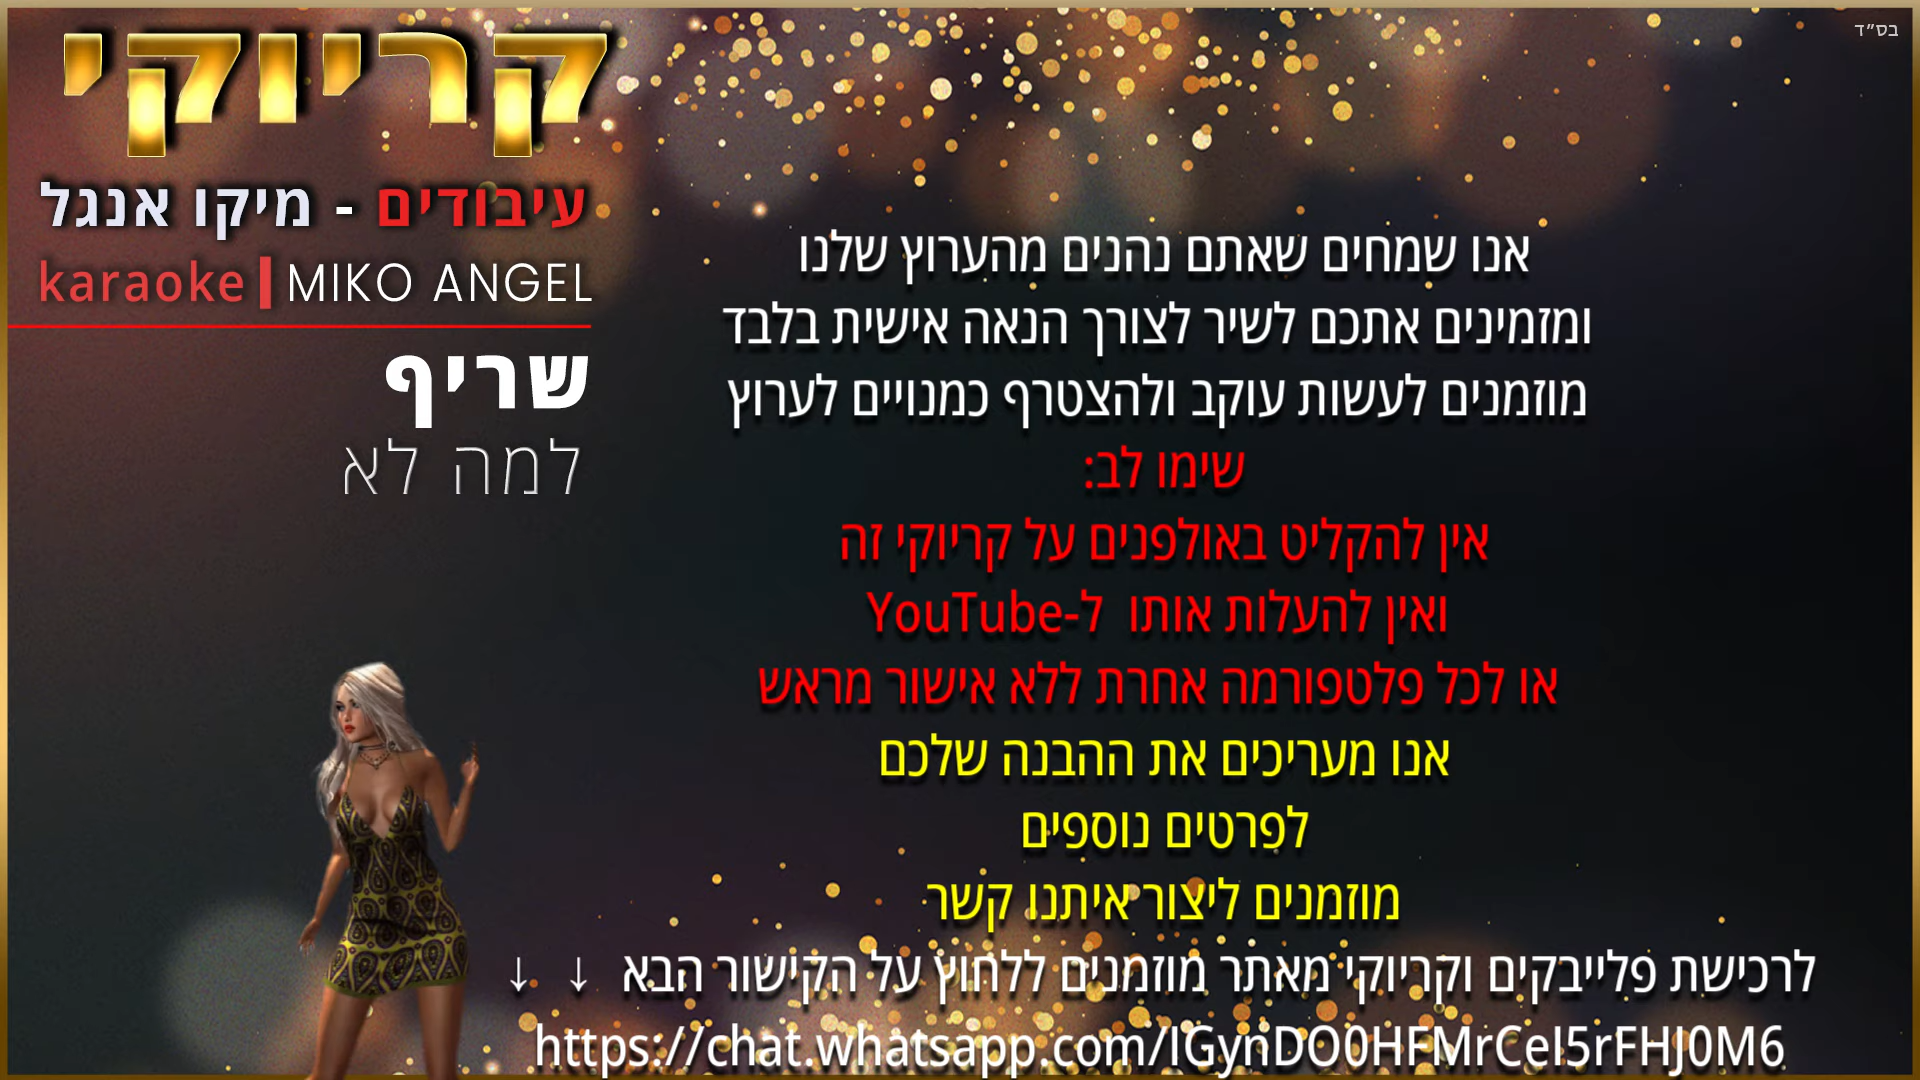 בס״ד
קריוקי
עיבודים - מיקו אנגל
karaoke | MIKO ANGEL
שריף
למה לא
אנו שמחים שאתם נהנים מהערוץ שלנו
ומזמינים אתכם לשיר לצורך הנאה אישית בלבד
מוזמנים לעשות עוקב ולהצטרף כמנויים לערוץ
שימו לב:
אין להקליט באולפנים על קריוקי זה
ואין להעלות אותו ל-YouTube
או לכל פלטפורמה אחרת ללא אישור מראש
אנו מעריכים את ההבנה שלכם
לפרטים נוספים
מוזמנים ליצור איתנו קשר
לרכישת פלייבקים וקריוקי מאתר מוזמנים ללחוץ על הקישור הבא ↓ ↓
https://chat.whatsapp.com/IGynDO0HFMrCeI5rFHJ0M6